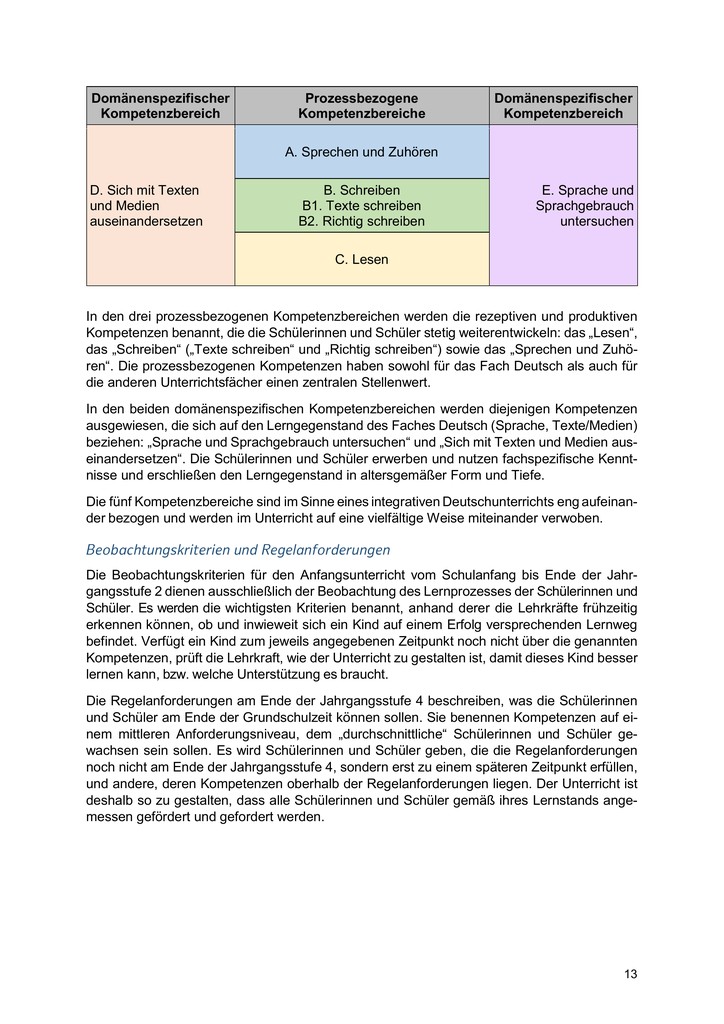 Domänenspezifischer Kompetenzbereich
Prozessbezogene Kompetenzbereiche
Domänenspezifischer Kompetenzbereich
D. Sich mit Texten
und Medien
auseinandersetzen
A. Sprechen und Zuhören
B. Schreiben
B1. Texte schreiben
B2. Richtig schreiben
C. Lesen
E. Sprache und
Sprachgebrauch
untersuchen
In den drei prozessbezogenen Kompetenzbereichen werden die rezeptiven und produktiven
Kompetenzen benannt, die die Schülerinnen und Schüler stetig weiterentwickeln: das „Lesen“,
das „Schreiben“ („Texte schreiben“ und „Richtig schreiben“) sowie das „Sprechen und Zuhö-
ren“. Die prozessbezogenen Kompetenzen haben sowohl für das Fach Deutsch als auch für
die anderen Unterrichtsfächer einen zentralen Stellenwert.
In den beiden domänenspezifischen Kompetenzbereichen werden diejenigen Kompetenzen
ausgewiesen, die sich auf den Lerngegenstand des Faches Deutsch (Sprache, Texte/Medien)
beziehen: „Sprache und Sprachgebrauch untersuchen“ und „Sich mit Texten und Medien aus-
einandersetzen“. Die Schülerinnen und Schüler erwerben und nutzen fachspezifische Kennt-
nisse und erschließen den Lerngegenstand in altersgemäßer Form und Tiefe.
Die fünf Kompetenzbereiche sind im Sinne eines integrativen Deutschunterrichts eng aufeinan-
der bezogen und werden im Unterricht auf eine vielfältige Weise miteinander verwoben.
Beobachtungskriterien und Regelanforderungen
Die Beobachtungskriterien für den Anfangsunterricht vom Schulanfang bis Ende der Jahr-
gangsstufe 2 dienen ausschließlich der Beobachtung des Lernprozesses der Schülerinnen und
Schüler. Es werden die wichtigsten Kriterien benannt, anhand derer die Lehrkräfte frühzeitig
erkennen können, ob und inwieweit sich ein Kind auf einem Erfolg versprechenden Lernweg
befindet. Verfügt ein Kind zum jeweils angegebenen Zeitpunkt noch nicht über die genannten
Kompetenzen, prüft die Lehrkraft, wie der Unterricht zu gestalten ist, damit dieses Kind besser
lernen kann, bzw. welche Unterstützung es braucht.
Die Regelanforderungen am Ende der Jahrgangsstufe 4 beschreiben, was die Schülerinnen
und Schüler am Ende der Grundschulzeit können sollen. Sie benennen Kompetenzen auf ei-
nem mittleren Anforderungsniveau, dem „durchschnittliche“ Schülerinnen und Schüler ge-
wachsen sein sollen. Es wird Schülerinnen und Schüler geben, die die Regelanforderungen
noch nicht am Ende der Jahrgangsstufe 4, sondern erst zu einem späteren Zeitpunkt erfüllen,
und andere, deren Kompetenzen oberhalb der Regelanforderungen liegen. Der Unterricht ist
deshalb so zu gestalten, dass alle Schülerinnen und Schüler gemäß ihres Lernstands ange-
messen gefördert und gefordert werden.
13